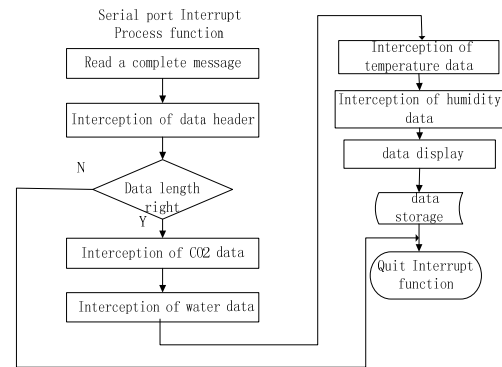 Serial port Interrupt
Process function
Read a complete message
Interception of data header
N
Data length
right
Y
Interception of CO2 data
Interception of water data
Interception of
temperature data
Interception of humidity
data
data display
data
storage
Quit Interrupt
function